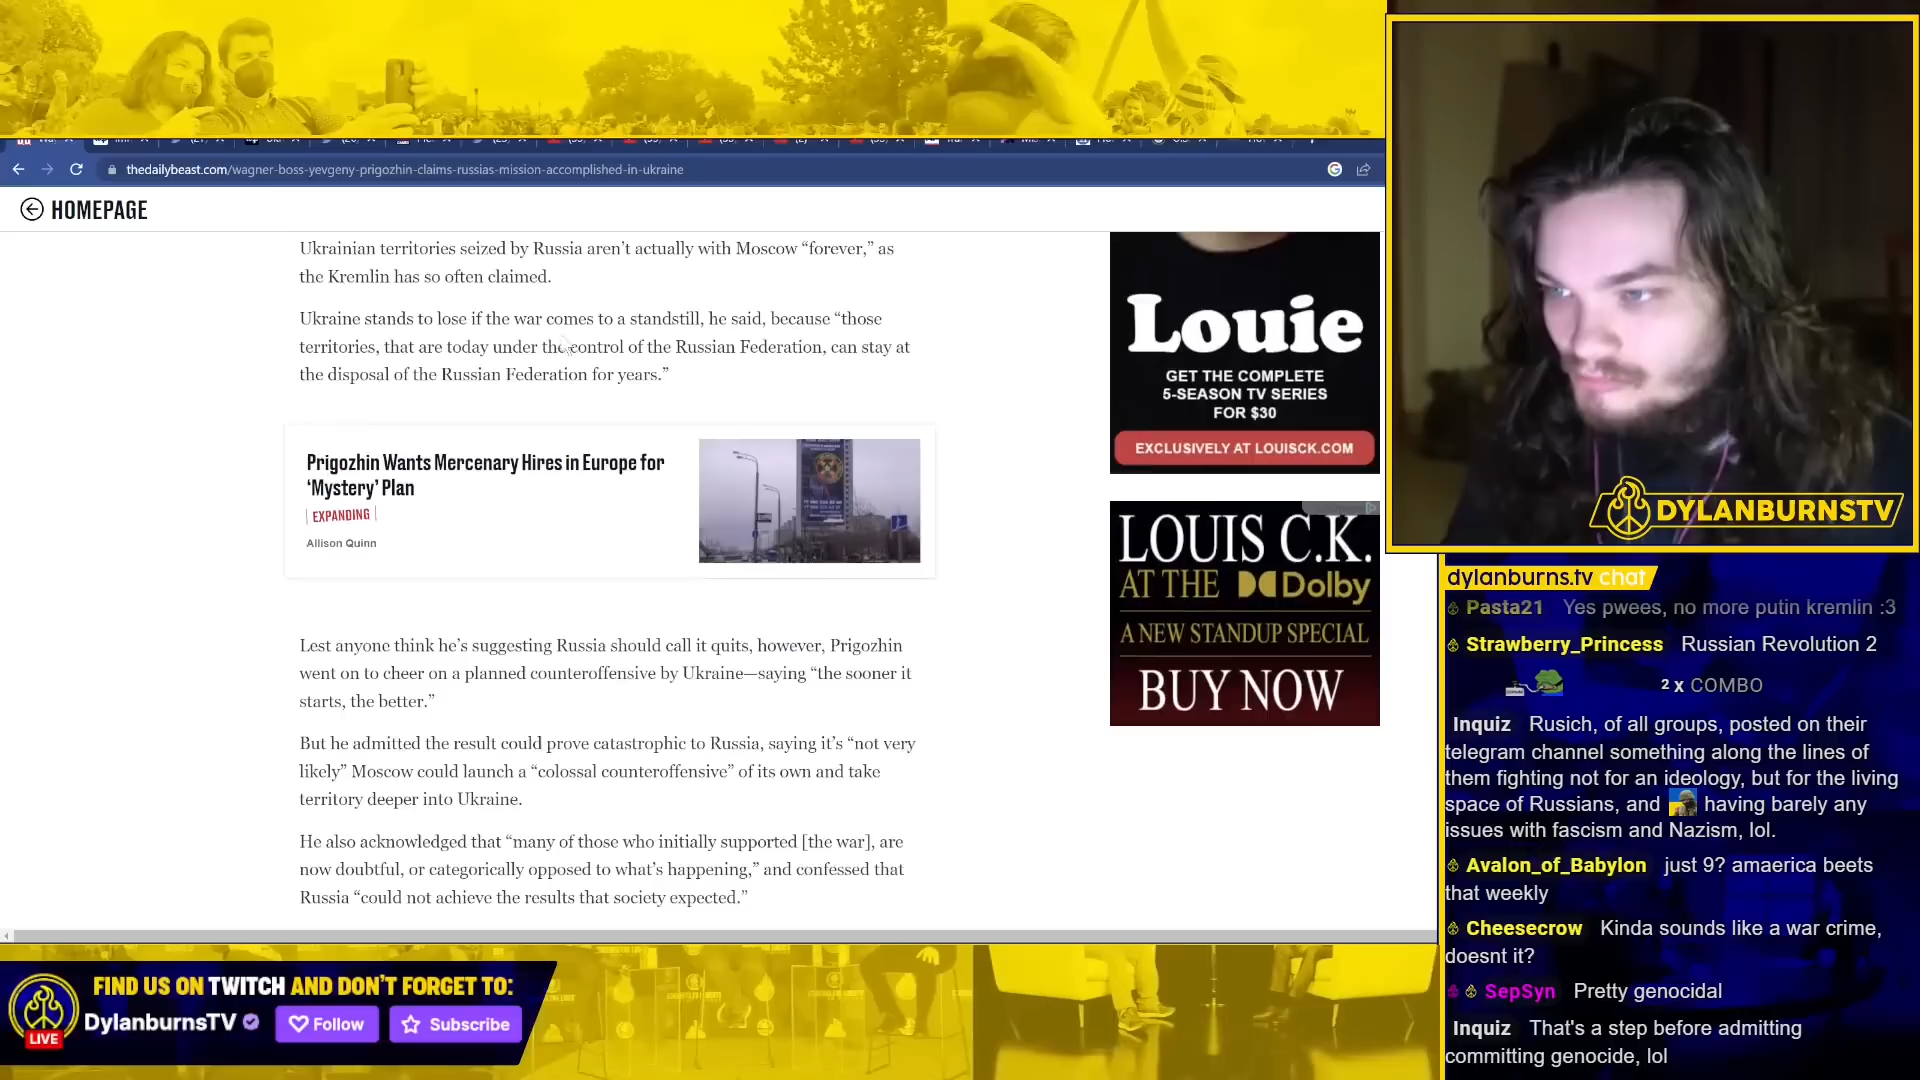 thedailybeast.com/wagner-boss-yevgeny-prigozhin-claims-russias-mission-accomplished-in-ukraine
HOMEPAGE
Ukrainian territories seized by Russia aren’t actually with Moscow “forever,” as
the Kremlin has so often claimed.
Ukraine stands to lose if the war comes to a standstill, he said, because “those
territories, that are today under the control of the Russian Federation, can stay at
the disposal of the Russian Federation for years.”
Prigozhin Wants Mercenary Hires in Europe for
‘Mystery’ Plan
EXPANDING
Allison Quinn
Lest anyone think he’s suggesting Russia should call it quits, however, Prigozhin
went on to cheer on a planned counteroffensive by Ukraine—saying “the sooner it
starts, the better.”
But he admitted the result could prove catastrophic to Russia, saying it’s “not very
likely” Moscow could launch a “colossal counteroffensive” of its own and take
territory deeper into Ukraine.
He also acknowledged that “many of those who initially supported [the war], are
now doubtful, or categorically opposed to what’s happening,” and confessed that
Russia “could not achieve the results that society expected.”
Louie
GET THE COMPLETE
5-SEASON TV SERIES
FOR $30
EXCLUSIVELY AT LOUISCK.COM
LOUIS C.K.
AT THE Dolby
A NEW STANDUP SPECIAL
BUY NOW
DYLANBURNSTV
dylanburns.tv chat
Pasta21 Yes pwees, no more putin kremlin :3
Strawberry_Princess Russian Revolution 2
2 x COMBO
Inquiz Rusich, of all groups, posted on their
telegram channel something along the lines of
them fighting not for an ideology, but for the living
space of Russians, and having barely any
issues with fascism and Nazism, lol.
Avalon_of_Babylon just 9? amaerica beets
that weekly
Cheesecrow Kinda sounds like a war crime,
doesnt it?
SepSyn Pretty genocidal
Inquiz That's a step before admitting
committing genocide, lol
FIND US ON TWITCH AND DON'T FORGET TO:
DylanburnsTV
Follow
Subscribe
LIVE